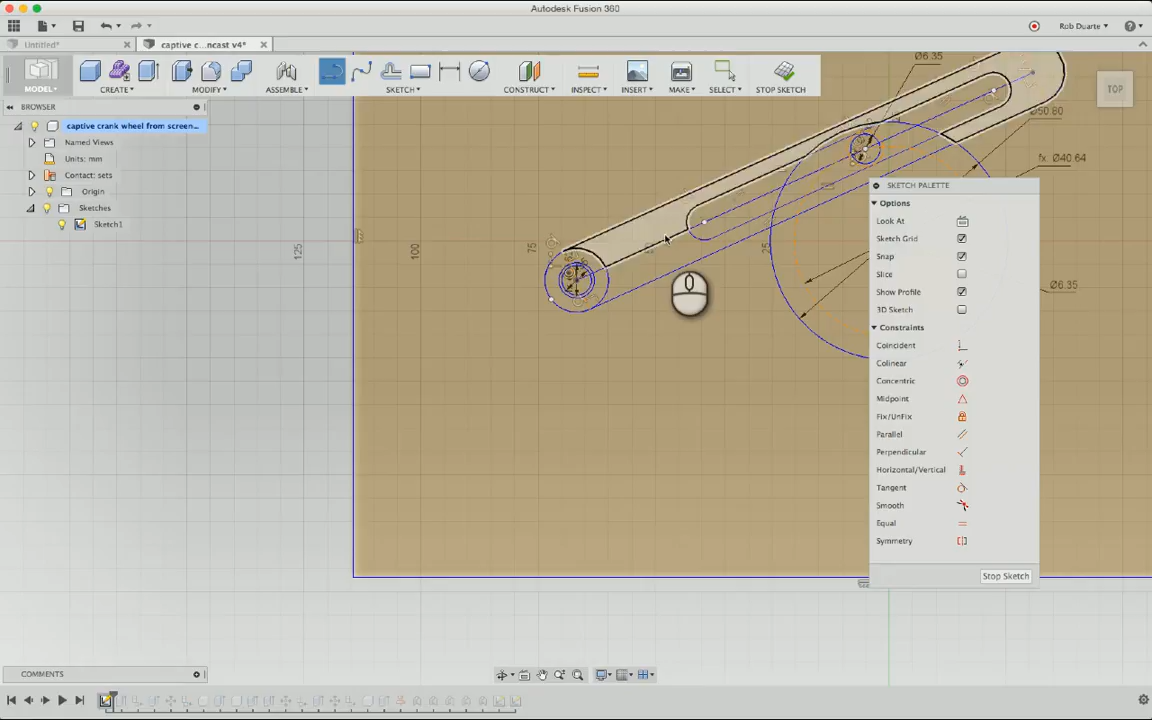 Autodesk Fusion 360
Rob Duarte
Untitled*
captive c...ncast v4*
MODEL
CREATE
MODIFY
ASSEMBLE
SKETCH
CONSTRUCT
INSPECT
INSERT
MAKE
SELECT
STOP SKETCH
BROWSER
captive crank wheel from screen...
Named Views
Units: mm
Contact: sets
Origin
Sketches
Sketch1
Ø6.35
Ø50.80
fx: Ø40.64
Ø6.35
125
100
75
25
TOP
SKETCH PALETTE
Options
Look At
Sketch Grid
Snap
Slice
Show Profile
3D Sketch
Constraints
Coincident
Colinear
Concentric
Midpoint
Fix/UnFix
Parallel
Perpendicular
Horizontal/Vertical
Tangent
Smooth
Equal
Symmetry
Stop Sketch
COMMENTS